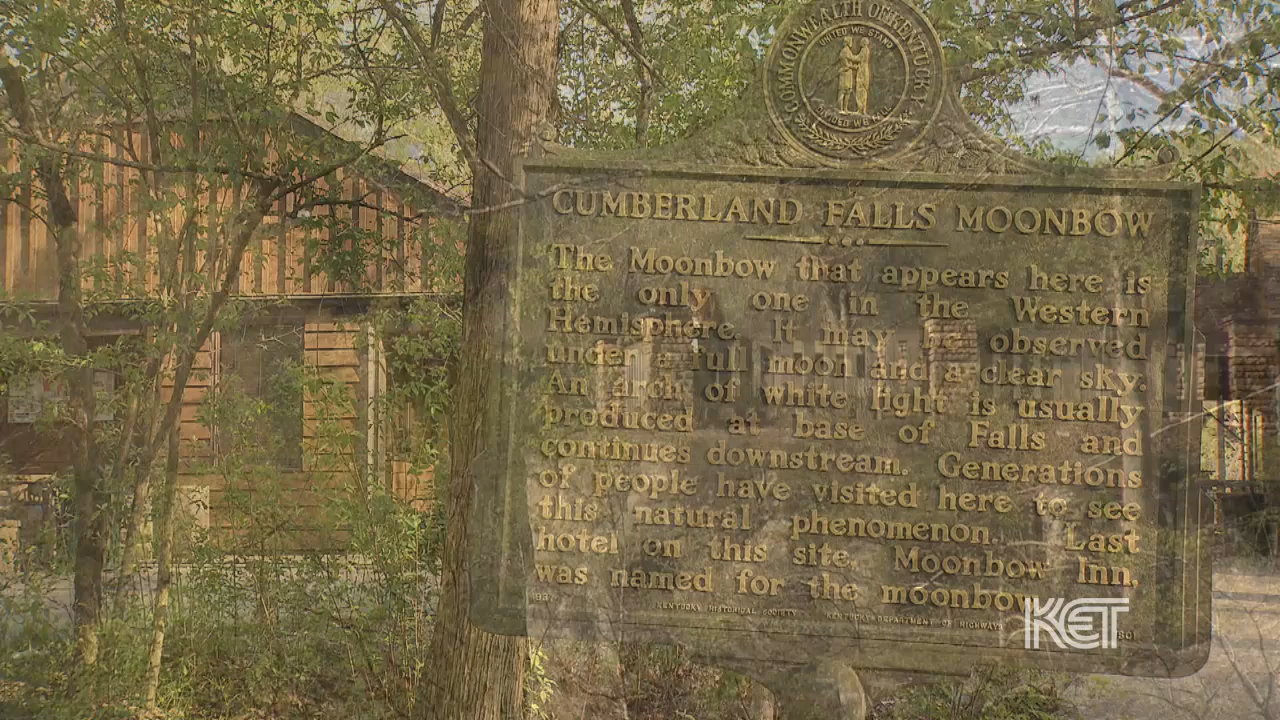 COMMONWEALTH OF KENTUCKY
UNITED WE STAND
CUMBERLAND FALLS MOONBOW
The Moonbow that appears here is
the only one in the Western
Hemisphere. It may be observed
under a full moon and a clear sky.
An arch of white light is usually
produced at base of Falls and
continues downstream. Generations
of people have visited here to see
this natural phenomenon. Last
hotel on this site, Moonbow Inn,
was named for the moonbow.
KENTUCKY HISTORICAL SOCIETY KENTUCKY DEPARTMENT OF HIGHWAYS
KET